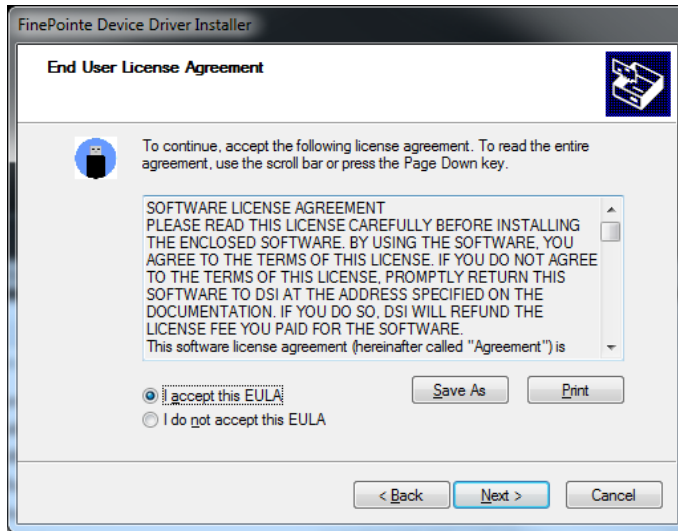 FinePointe Device Driver Installer
End User License Agreement
To continue, accept the following license agreement. To read the entire
agreement, use the scroll bar or press the Page Down key.
SOFTWARE LICENSE AGREEMENT
PLEASE READ THIS LICENSE CAREFULLY BEFORE INSTALLING
THE ENCLOSED SOFTWARE. BY USING THE SOFTWARE, YOU
AGREE TO THE TERMS OF THIS LICENSE. IF YOU DO NOT AGREE
TO THE TERMS OF THIS LICENSE, PROMPTLY RETURN THIS
SOFTWARE TO DSI AT THE ADDRESS SPECIFIED ON THE
DOCUMENTATION. IF YOU DO SO, DSI WILL REFUND THE
LICENSE FEE YOU PAID FOR THE SOFTWARE.
This software license agreement (hereinafter called "Agreement") is
I accept this EULA
Save As
Print
I do not accept this EULA
< Back
Next >
Cancel